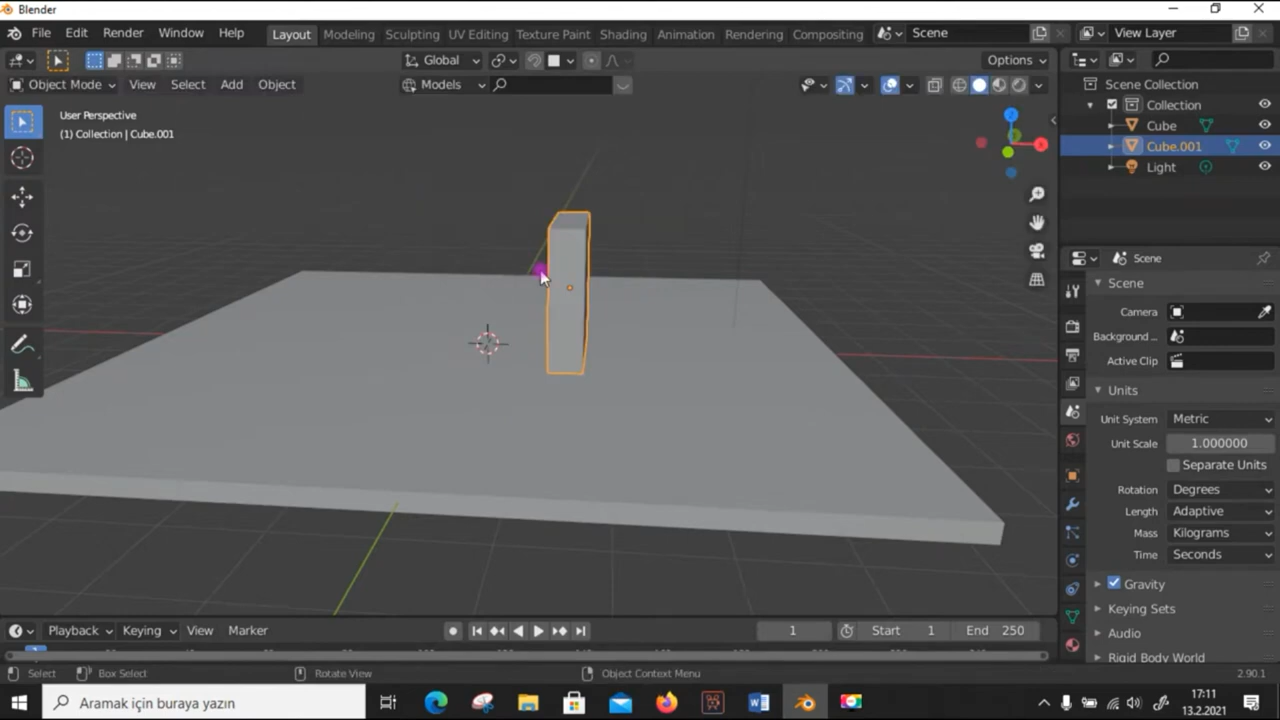 Blender
File Edit Render Window Help Layout Modeling Sculpting UV Editing Texture Paint Shading Animation Rendering Compositing Scene View Layer
Global Options
Object Mode View Select Add Object Models
User Perspective
(1) Collection | Cube.001
Scene Collection
Collection
Cube
Cube.001
Light
Z
X
Scene
Scene
Camera
Background ...
Active Clip
Units
Unit System Metric
Unit Scale 1.000000
Separate Units
Rotation Degrees
Length Adaptive
Mass Kilograms
Time Seconds
Gravity
Keying Sets
Audio
Rigid Body World
Playback Keying View Marker 1 Start 1 End 250
Select Box Select Rotate View Object Context Menu 2.90.1
Aramak için buraya yazın
17:11
13.2.2021